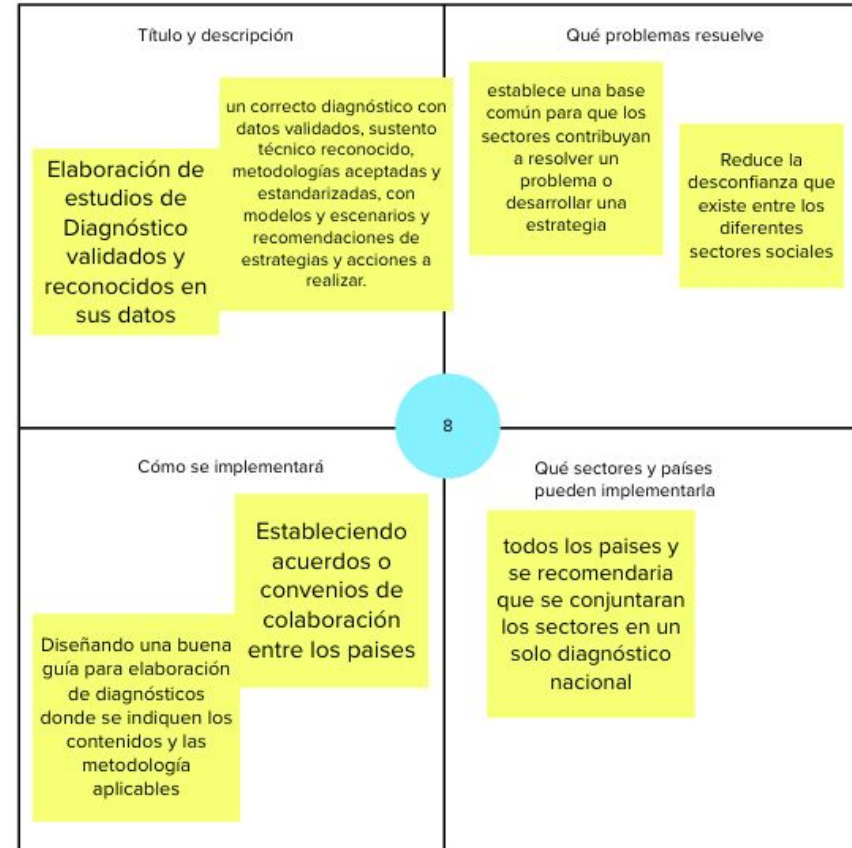 Título y descripción
Elaboración de
estudios de
Diagnóstico
validados y
reconocidos en
sus datos
un correcto diagnóstico con
datos validados, sustento
técnico reconocido,
metodologías aceptadas y
estandarizadas, con
modelos y escenarios y
recomendaciones de
estrategias y acciones a
realizar.
Qué problemas resuelve
establece una base
común para que los
sectores contribuyan
a resolver un
problema o
desarrollar una
estrategia
Reduce la
desconfianza que
existe entre los
diferentes
sectores sociales
8
Cómo se implementará
Diseñando una buena
guía para elaboración
de diagnósticos
donde se indiquen los
contenidos y las
metodología
aplicables
Estableciendo
acuerdos o
convenios de
colaboración
entre los paises
Qué sectores y países
pueden implementarla
todos los paises y
se recomendaria
que se conjuntaran
los sectores en un
solo diagnóstico
nacional